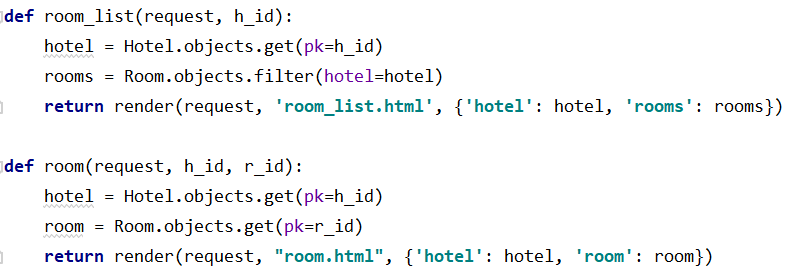 def room_list(request, h_id):
    hotel = Hotel.objects.get(pk=h_id)
    rooms = Room.objects.filter(hotel=hotel)
    return render(request, 'room_list.html', {'hotel': hotel, 'rooms': rooms})
def room(request, h_id, r_id):
    hotel = Hotel.objects.get(pk=h_id)
    room = Room.objects.get(pk=r_id)
    return render(request, "room.html", {'hotel': hotel, 'room': room})